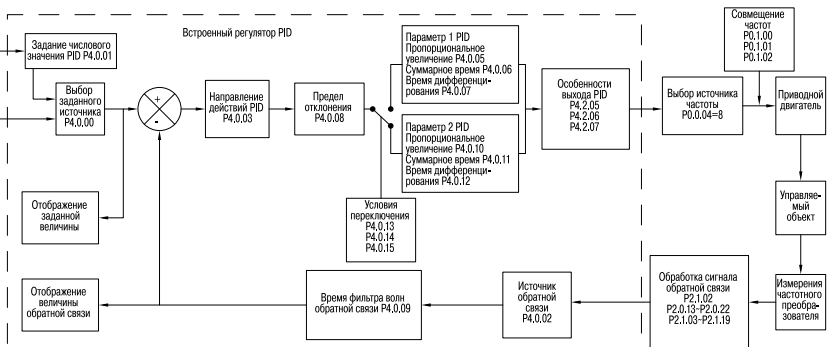 Встроенный регулятор PID
Задание числового
значения PID P4.0.01
Выбор
заданного
источника
P4.0.00
+
-
Направление
действий PID
P4.0.03
Предел
отклонения
P4.0.08
Параметр 1 PID
Пропорциональное
увеличение P4.0.05
Суммарное время P4.0.06
Время дифференци-
рования P4.0.07
Параметр 2 PID
Пропорциональное
увеличение P4.0.10
Суммарное время P4.0.11
Время дифференци-
рования P4.0.12
Условия
переключения
P4.0.13
P4.0.14
P4.0.15
Особенности
выхода PID
P4.2.05
P4.2.06
P4.2.07
Выбор источника
частоты
P0.0.04=8
Совмещение
частот
P0.1.00
P0.1.01
P0.1.02
Приводной
двигатель
Управляе-
мый
объект
Измерения
частотного
преобра-
зователя
Обработка сигнала
обратной связи
P2.1.02
P2.0.13-P2.0.22
P2.1.03-P2.1.19
Источник
обратной
связи
P4.0.02
Время фильтра волн
обратной связи P4.0.09
Отображение
заданной
величины
Отображение
величины
обратной связи